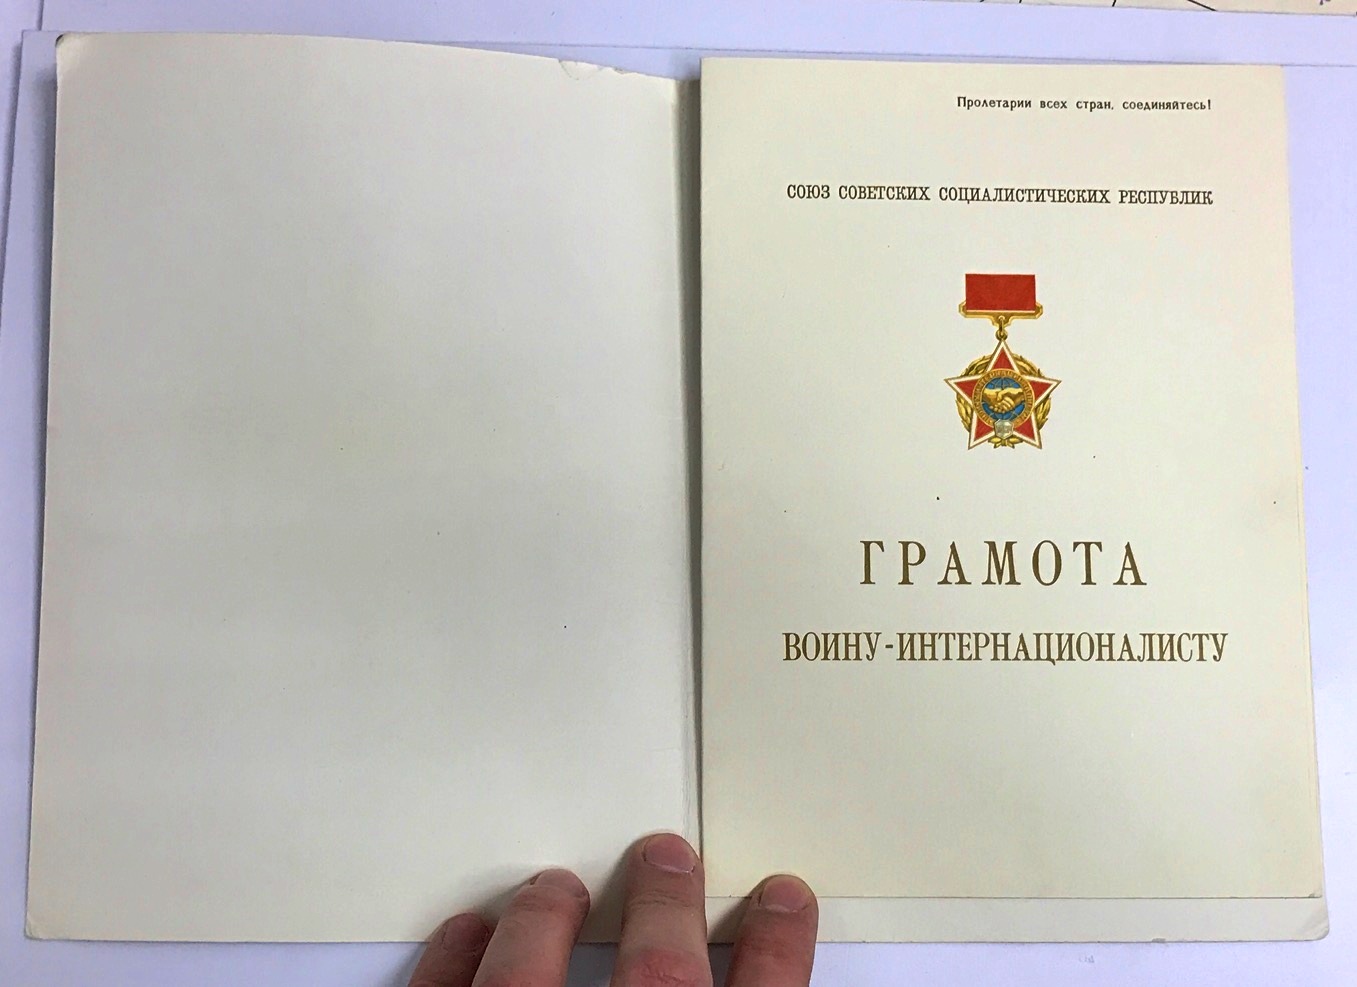 Пролетарии всех стран, соединяйтесь!
СОЮЗ СОВЕТСКИХ СОЦИАЛИСТИЧЕСКИХ РЕСПУБЛИК
ГРАМОТА
ВОИНУ-ИНТЕРНАЦИОНАЛИСТУ